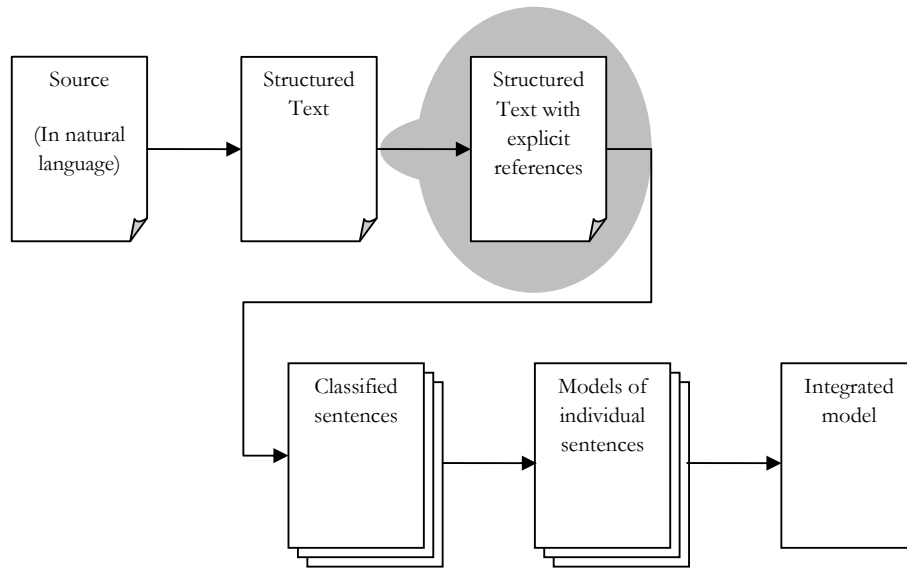 Source
(In natural
language)
Structured
Text
Structured
Text with
explicit
references
Classified
sentences
Models of
individual
sentences
Integrated
model